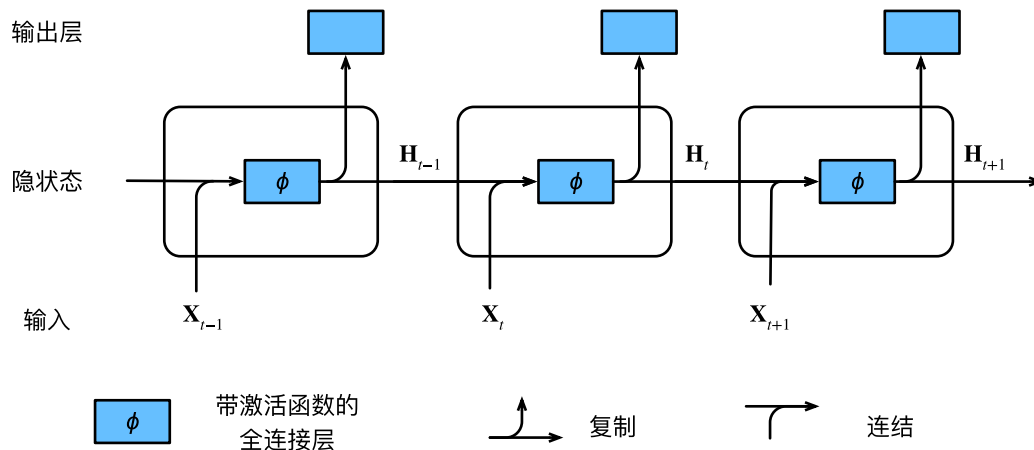 输出层
隐状态
ϕ
H_{t−1}
ϕ
H_t
ϕ
H_{t+1}
输入
X_{t−1}
X_t
X_{t+1}
ϕ
带激活函数的
全连接层
复制
连结